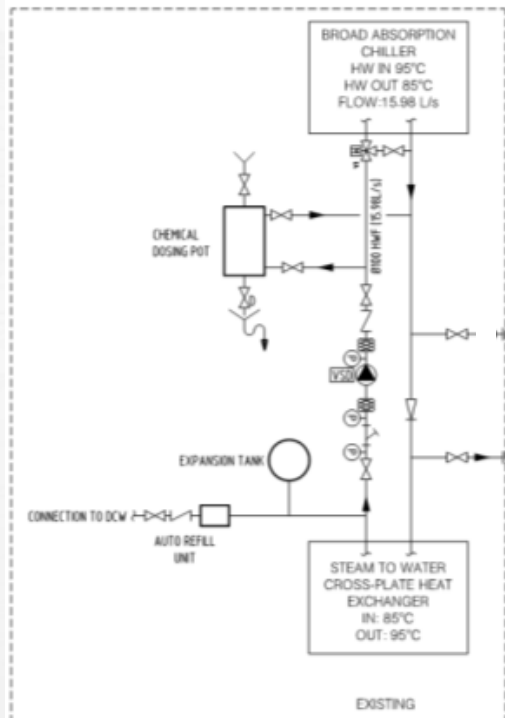 BROAD ABSORPTION
CHILLER
HW IN 95°C
HW OUT 85°C
FLOW:15.98 L/s
M
Ø100 HWF (15.98L/s)
CHEMICAL
DOSING POT
P
VSD
P
EXPANSION TANK
P
CONNECTION TO DCW
AUTO REFILL
UNIT
STEAM TO WATER
CROSS-PLATE HEAT
EXCHANGER
IN: 85°C
OUT: 95°C
EXISTING